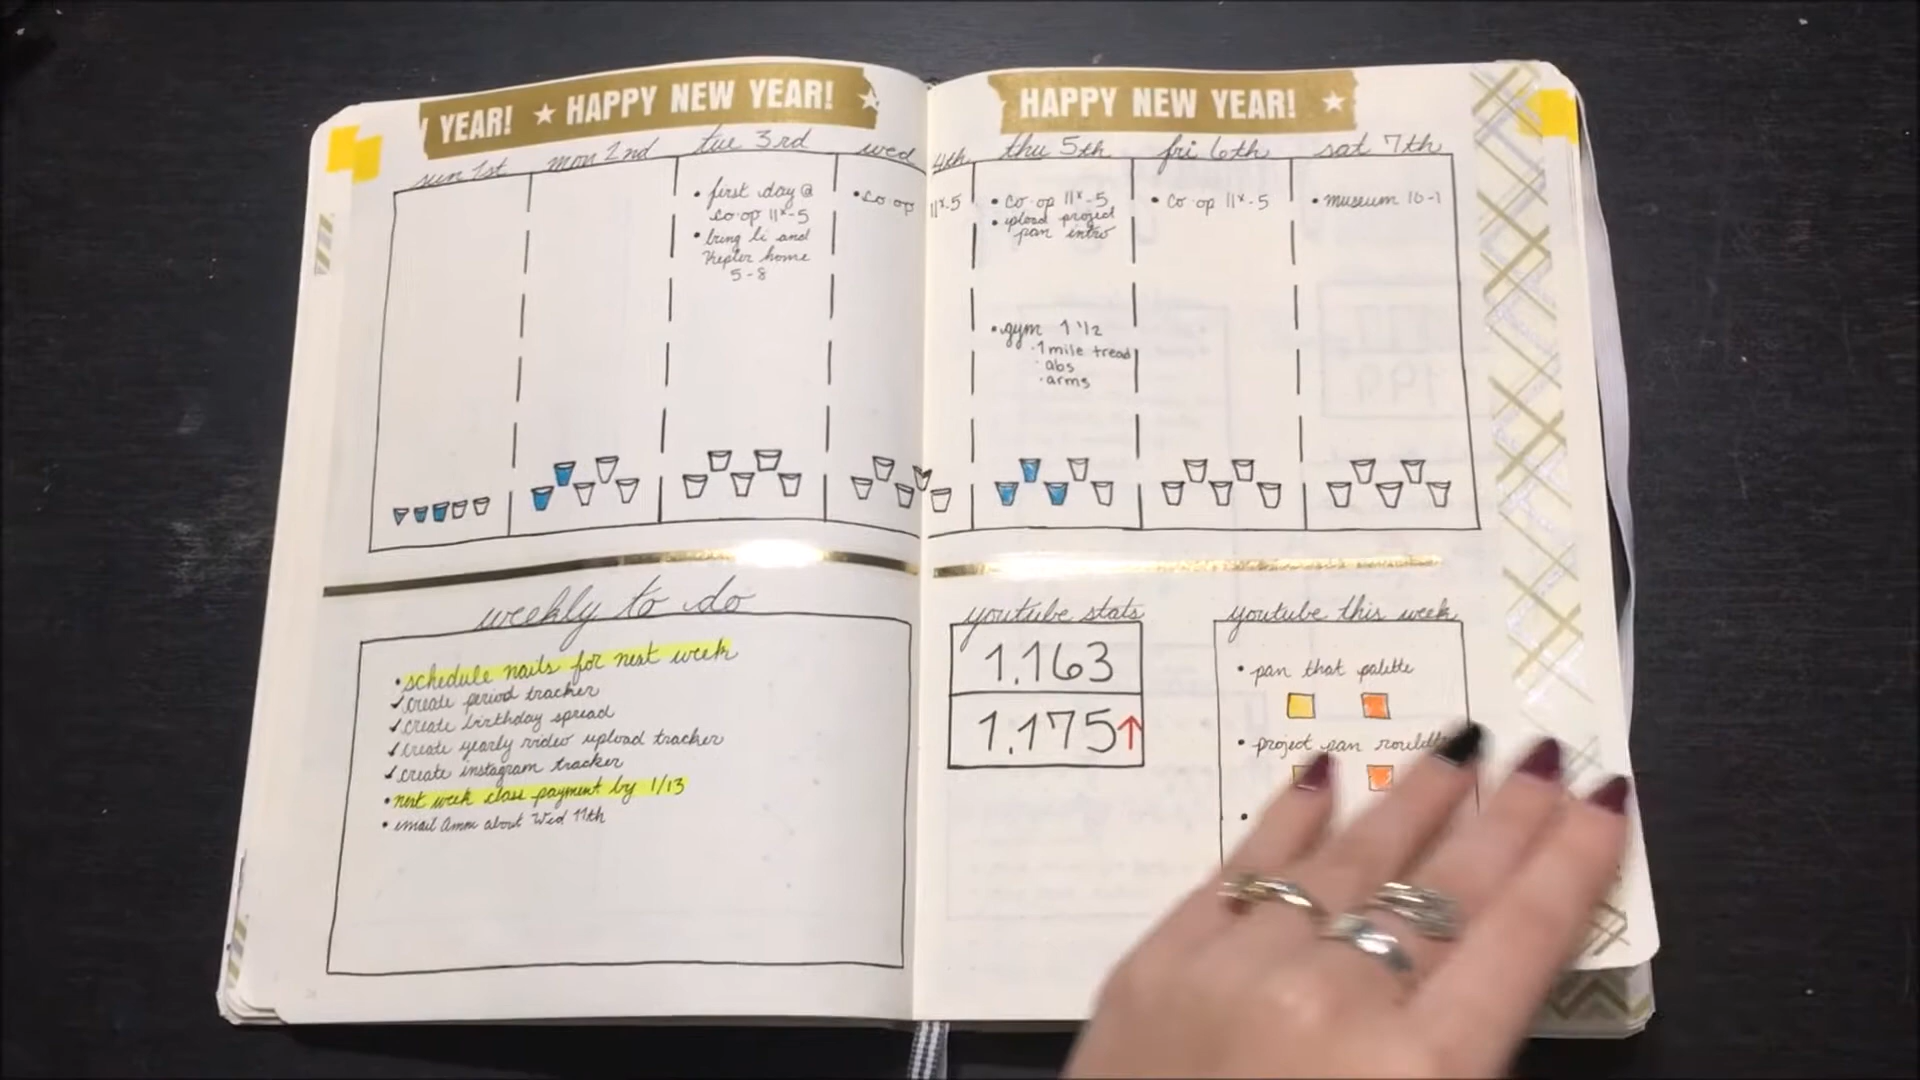 YEAR! ★ HAPPY NEW YEAR! ★
HAPPY NEW YEAR! ★
sun 1st
mon 2nd
tue 3rd
wed 4th
thu 5th
fri 6th
sat 7th
• first day @
co-op 11-5
• bring li and
Kepler home
5-8
• co-op 11-5
• co-op 11-5
• upload project
pan intro
• gym 1 1/2
· 1 mile tread
· abs
· arms
• co-op 11-5
• museum 10-1
weekly to do
• schedule nails for next week
✓ create period tracker
✓ create birthday spread
✓ create yearly video upload tracker
✓ create instagram tracker
• next week class payment by 1/13
• email about Wed 11th
youtube stats
1,163
1,175↑
youtube this week
• pan that palette
• project pan